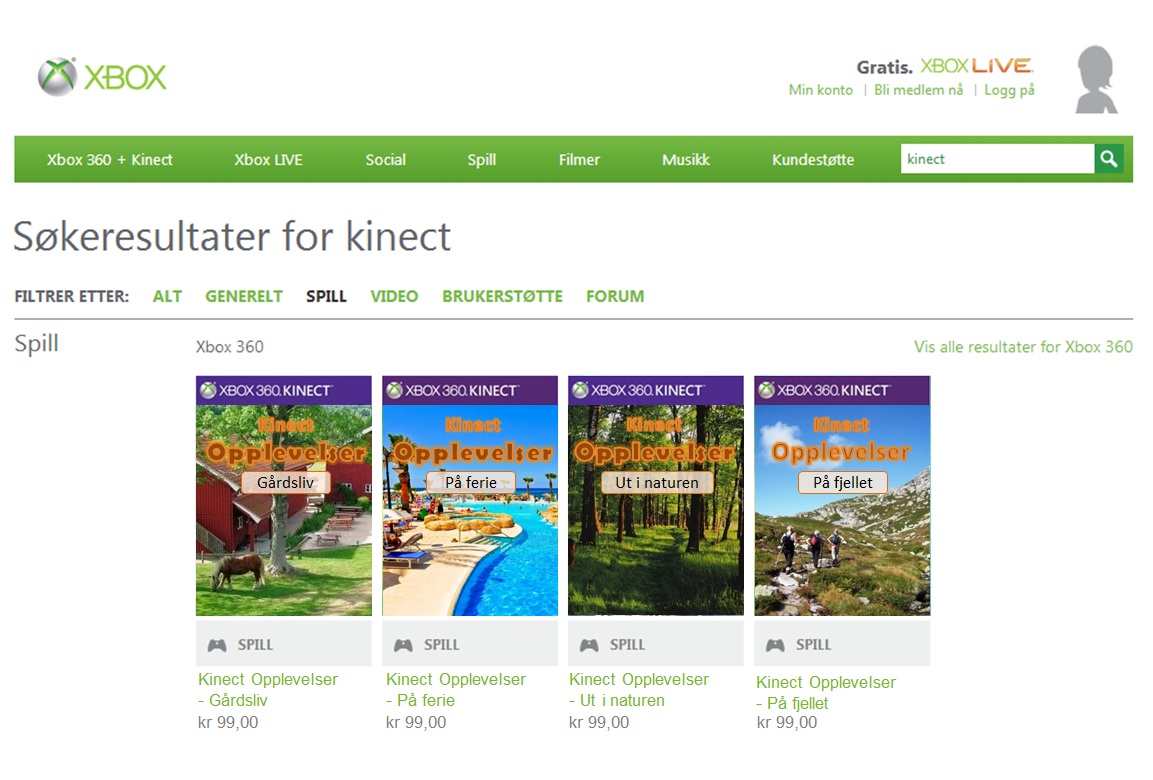 XBOX
Gratis. XBOX LIVE
Min konto | Bli medlem nå | Logg på
Xbox 360 + Kinect Xbox LIVE Social Spill Filmer Musikk Kundestøtte kinect
Søkeresultater for kinect
FILTRER ETTER: ALT GENERELT SPILL VIDEO BRUKERSTØTTE FORUM
Spill
Xbox 360
Vis alle resultater for Xbox 360
XBOX 360. KINECT™
Kinect
Opplevelser
Gårdsliv
SPILL
Kinect Opplevelser
- Gårdsliv
kr 99,00
XBOX 360. KINECT™
Kinect
Opplevelser
På ferie
SPILL
Kinect Opplevelser
- På ferie
kr 99,00
XBOX 360. KINECT™
Kinect
Opplevelser
Ut i naturen
SPILL
Kinect Opplevelser
- Ut i naturen
kr 99,00
XBOX 360. KINECT™
Kinect
Opplevelser
På fjellet
SPILL
Kinect Opplevelser
- På fjellet
kr 99,00